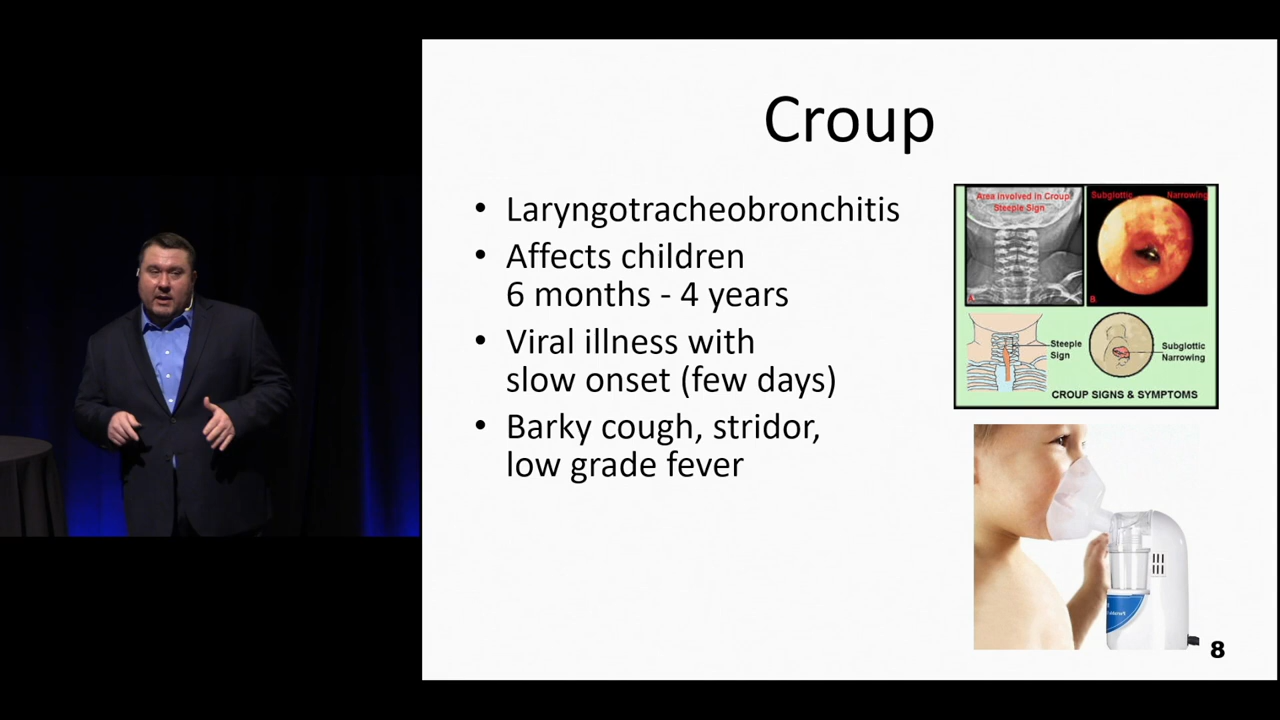 Croup
• Laryngotracheobronchitis
• Affects children
6 months - 4 years
• Viral illness with
slow onset (few days)
• Barky cough, stridor,
low grade fever
Area involved in Croup
Steeple Sign
A
Subglottic Narrowing
B
Steeple
Sign
Subglottic
Narrowing
CROUP SIGNS & SYMPTOMS
8